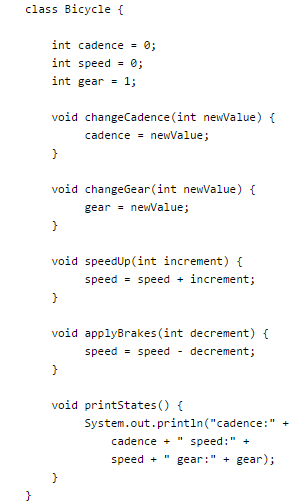 class Bicycle {
int cadence = 0;
int speed = 0;
int gear = 1;
void changeCadence(int newValue) {
cadence = newValue;
}
void changeGear(int newValue) {
gear = newValue;
}
void speedUp(int increment) {
speed = speed + increment;
}
void applyBrakes(int decrement) {
speed = speed - decrement;
}
void printStates() {
System.out.println("cadence:" +
cadence + " speed:" +
speed + " gear:" + gear);
}
}